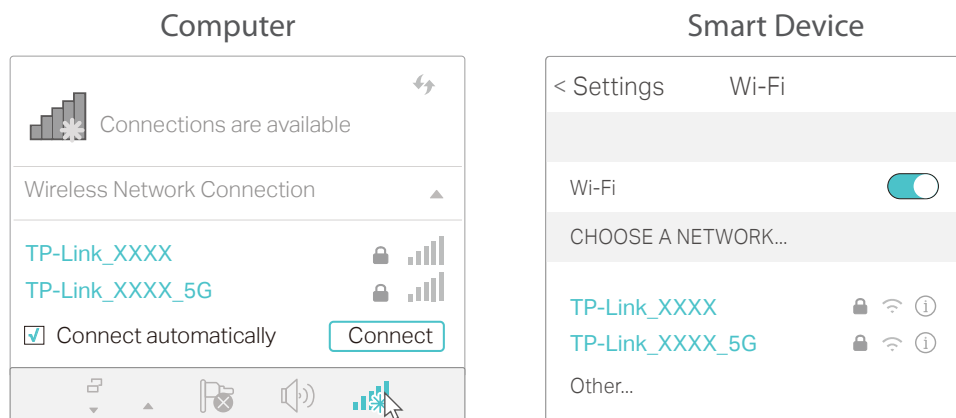 Computer
Connections are available
Wireless Network Connection
TP-Link_XXXX
TP-Link_XXXX_5G
Connect automatically
Connect
Smart Device
< Settings
Wi-Fi
Wi-Fi
CHOOSE A NETWORK...
TP-Link_XXXX
TP-Link_XXXX_5G
Other...